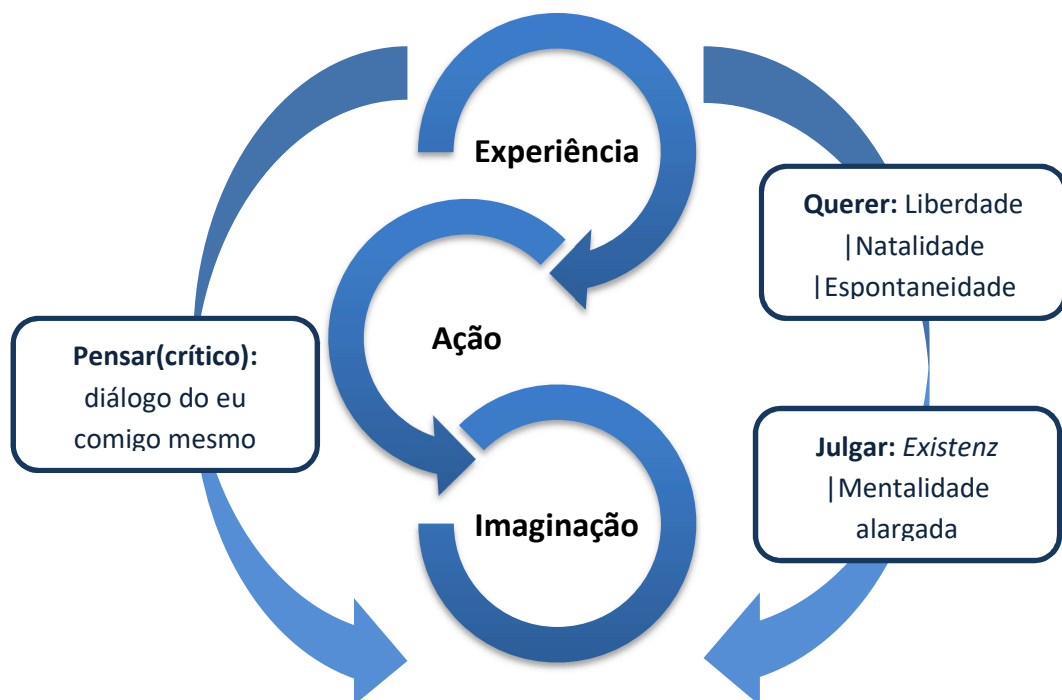 Experiência
Querer: Liberdade
|Natalidade
|Espontaneidade
Ação
Pensar(crítico):
diálogo do eu
comigo mesmo
Julgar: Existenz
|Mentalidade
alargada
Imaginação